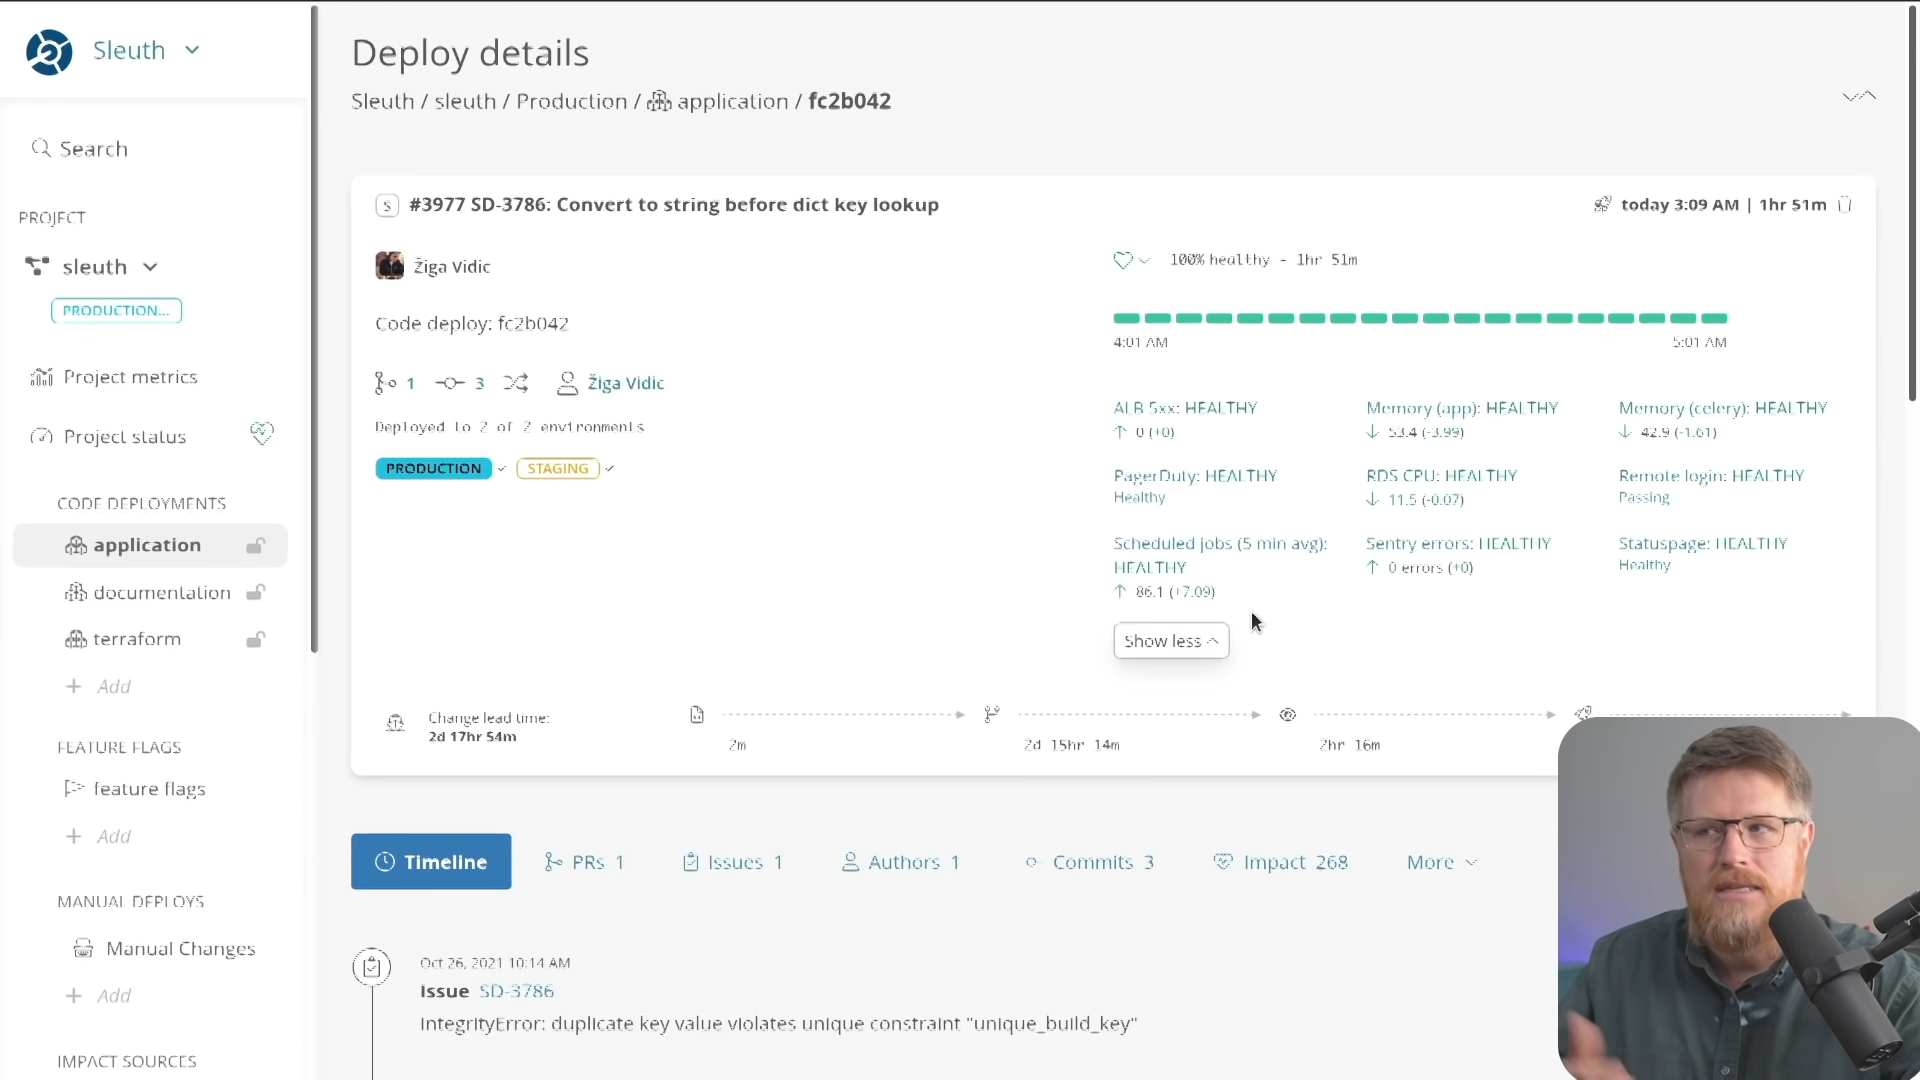 Sleuth
Search
PROJECT
sleuth
PRODUCTION...
Project metrics
Project status
CODE DEPLOYMENTS
application
documentation
terraform
Add
FEATURE FLAGS
feature flags
Add
MANUAL DEPLOYS
Manual Changes
Add
IMPACT SOURCES
Deploy details
Sleuth / sleuth / Production / application / fc2b042
S #3977 SD-3786: Convert to string before dict key lookup
today 3:09 AM | 1hr 51m
Žiga Vidic
Code deploy: fc2b042
1 3 Žiga Vidic
Deployed to 2 of 2 environments
PRODUCTION STAGING
100% healthy - 1hr 51m
4:01 AM 5:01 AM
ALB 5xx: HEALTHY
0 (+0)
Memory (app): HEALTHY
53.4 (-3.99)
Memory (celery): HEALTHY
42.9 (-1.61)
PagerDuty: HEALTHY
Healthy
RDS CPU: HEALTHY
11.5 (-0.07)
Remote login: HEALTHY
Passing
Scheduled jobs (5 min avg):
HEALTHY
86.1 (+7.09)
Sentry errors: HEALTHY
0 errors (+0)
Statuspage: HEALTHY
Healthy
Show less
Change lead time:
2d 17hr 54m
2m
2d 15hr 14m
2hr 16m
Timeline
PRs 1
Issues 1
Authors 1
Commits 3
Impact 268
More
Oct 26, 2021 10:14 AM
Issue SD-3786
IntegrityError: duplicate key value violates unique constraint "unique_build_key"